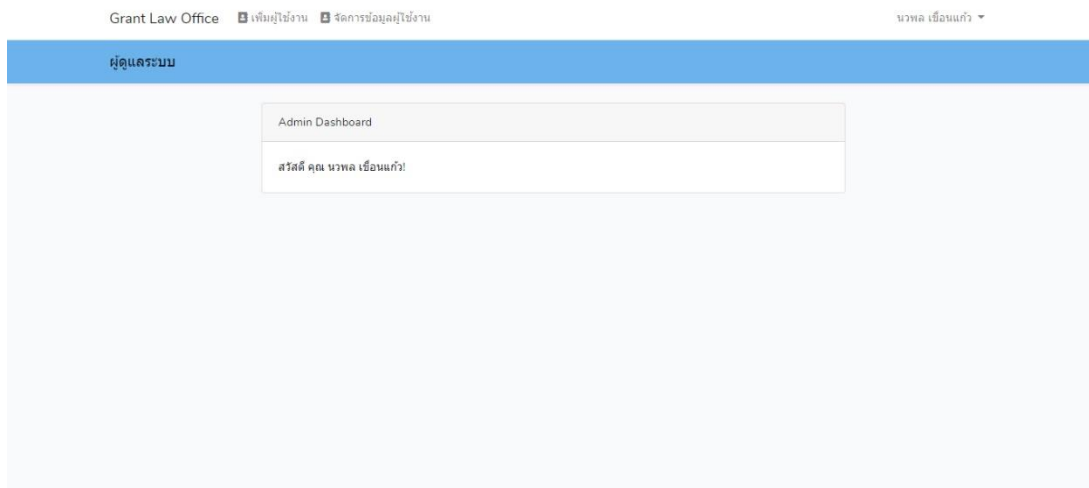 Grant Law Office เพิ่มผู้ใช้งาน จัดการข้อมูลผู้ใช้งาน นวพล เขื่อนแก้ว
ผู้ดูแลระบบ
Admin Dashboard
สวัสดี คุณ นวพล เขื่อนแก้ว!